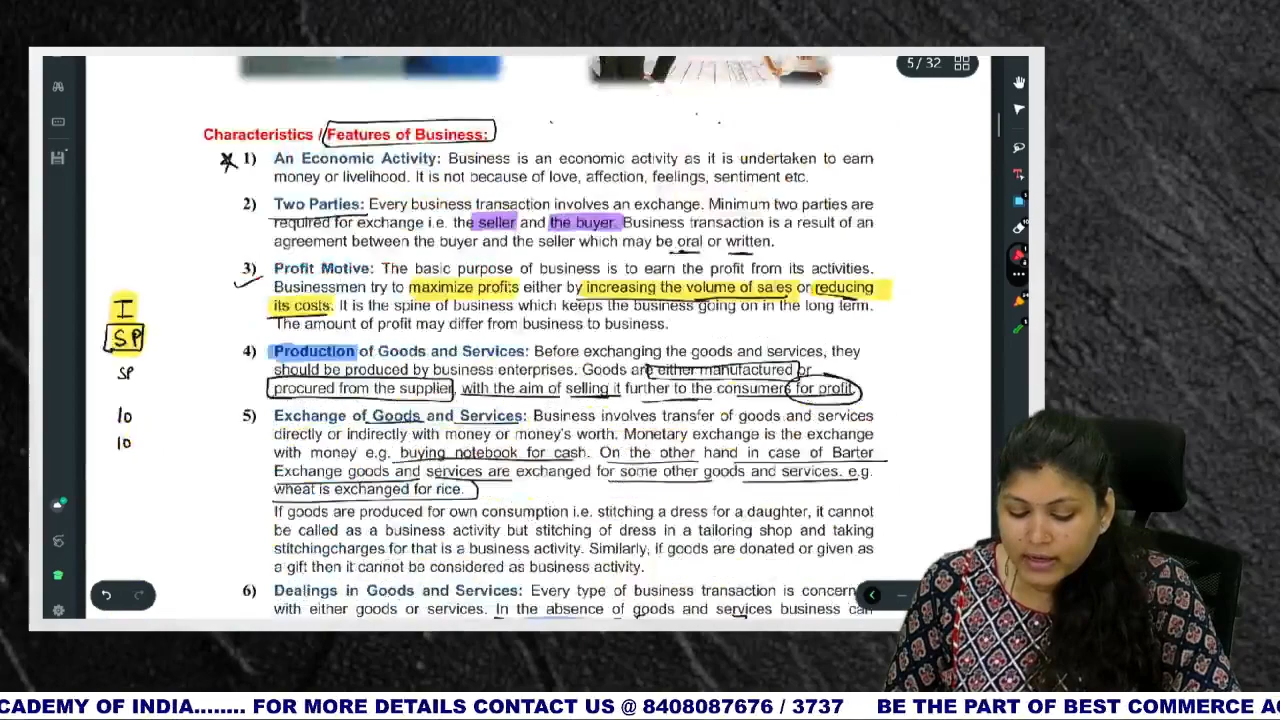 5 / 32
Characteristics / Features of Business:
1) An Economic Activity: Business is an economic activity as it is undertaken to earn
money or livelihood. It is not because of love, affection, feelings, sentiment etc.
2) Two Parties: Every business transaction involves an exchange. Minimum two parties are
required for exchange i.e. the seller and the buyer. Business transaction is a result of an
agreement between the buyer and the seller which may be oral or written.
3) Profit Motive: The basic purpose of business is to earn the profit from its activities.
Businessmen try to maximize profits either by increasing the volume of sales or reducing
its costs. It is the spine of business which keeps the business going on in the long term.
The amount of profit may differ from business to business.
I
SP
SP
10
10
4) Production of Goods and Services: Before exchanging the goods and services, they
should be produced by business enterprises. Goods are either manufactured or
procured from the supplier, with the aim of selling it further to the consumers for profit.
5) Exchange of Goods and Services: Business involves transfer of goods and services
directly or indirectly with money or money's worth. Monetary exchange is the exchange
with money e.g. buying notebook for cash. On the other hand in case of Barter
Exchange goods and services are exchanged for some other goods and services. e.g.
wheat is exchanged for rice.
If goods are produced for own consumption i.e. stitching a dress for a daughter, it cannot
be called as a business activity but stitching of dress in a tailoring shop and taking
stitchingcharges for that is a business activity. Similarly, if goods are donated or given as
a gift then it cannot be considered as business activity.
6) Dealings in Goods and Services: Every type of business transaction is concern
with either goods or services. In the absence of goods and services business can
CADEMY OF INDIA........ FOR MORE DETAILS CONTACT US @ 8408087676 / 3737 BE THE PART OF BEST COMMERCE AC